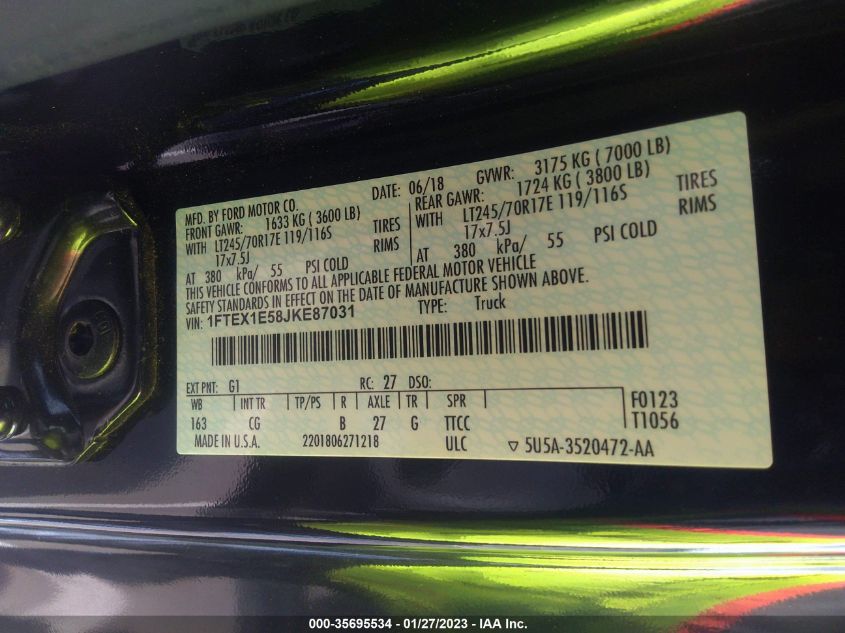 MFD. BY FORD MOTOR CO. DATE: 06/18 GVWR: 3175 KG ( 7000 LB)
FRONT GAWR: 1633 KG ( 3600 LB) REAR GAWR: 1724 KG ( 3800 LB)
WITH LT245/70R17E 119/116S TIRES WITH LT245/70R17E 119/116S TIRES
17x7.5J RIMS 17x7.5J RIMS
AT 380 kPa/ 55 PSI COLD AT 380 kPa/ 55 PSI COLD
THIS VEHICLE CONFORMS TO ALL APPLICABLE FEDERAL MOTOR VEHICLE
SAFETY STANDARDS IN EFFECT ON THE DATE OF MANUFACTURE SHOWN ABOVE.
VIN: 1FTEX1E58JKE87031 TYPE: Truck
EXT PNT: G1 RC: 27 DSO:
WB INT TR TP/PS R AXLE TR SPR F0123
163 CG B 27 G TTCC T1056
MADE IN U.S.A. 2201806271218 ULC ▽ 5U5A-3520472-AA
000-35695534 - 01/27/2023 - IAA Inc.